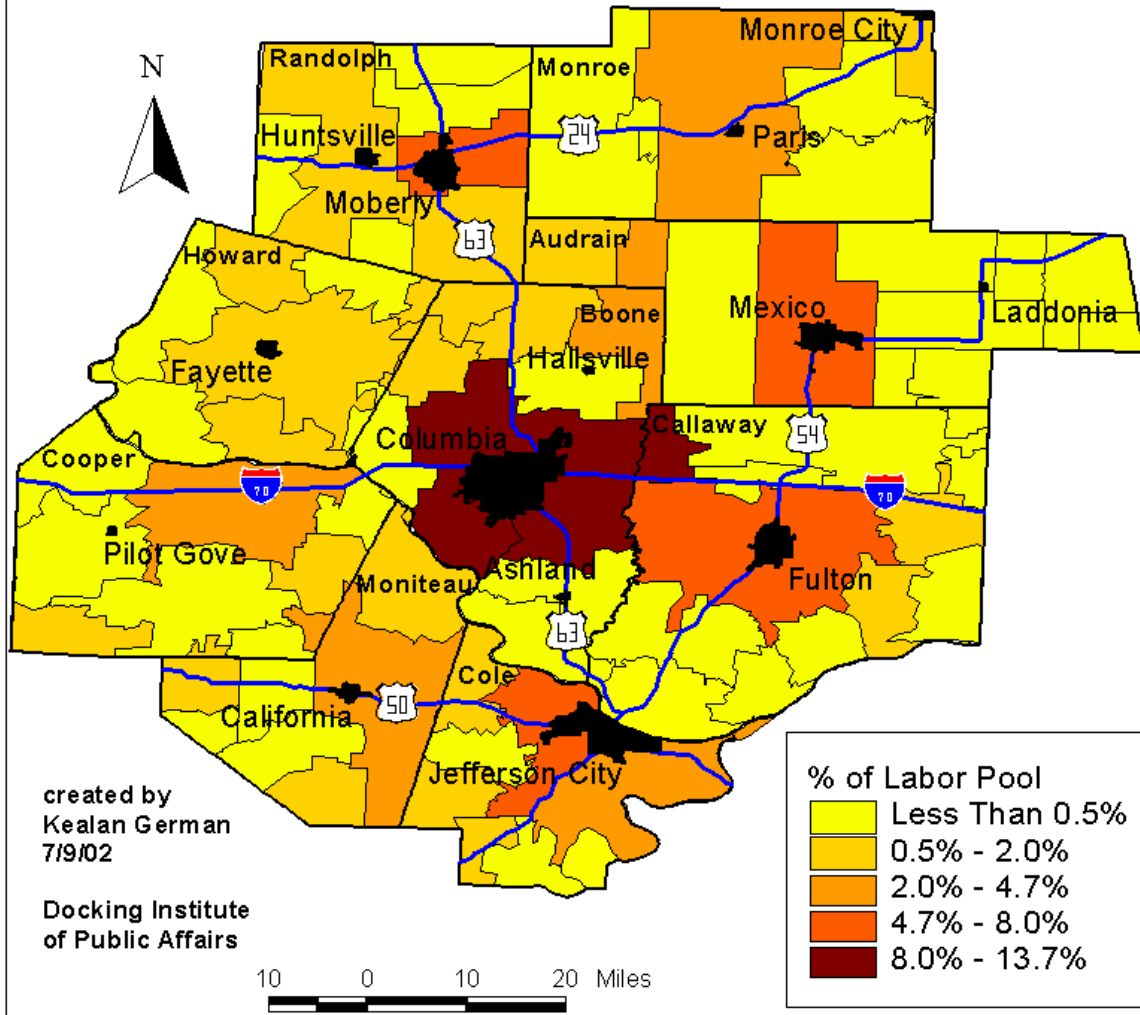 Monroe City
Randolph
Monroe
N
Huntsville
24
Paris
Moberly
63
Audrain
Howard
Mexico
Boone
Laddonia
Hallsville
Fayette
Columbia
Callaway
54
Cooper
70
70
Pilot Gove
Ashland
Moniteau
Fulton
63
Cole
50
California
Jefferson City
created by
Kealan German
7/9/02
Docking Institute
of Public Affairs
% of Labor Pool
Less Than 0.5%
0.5% - 2.0%
2.0% - 4.7%
4.7% - 8.0%
8.0% - 13.7%
10 0 10 20 Miles